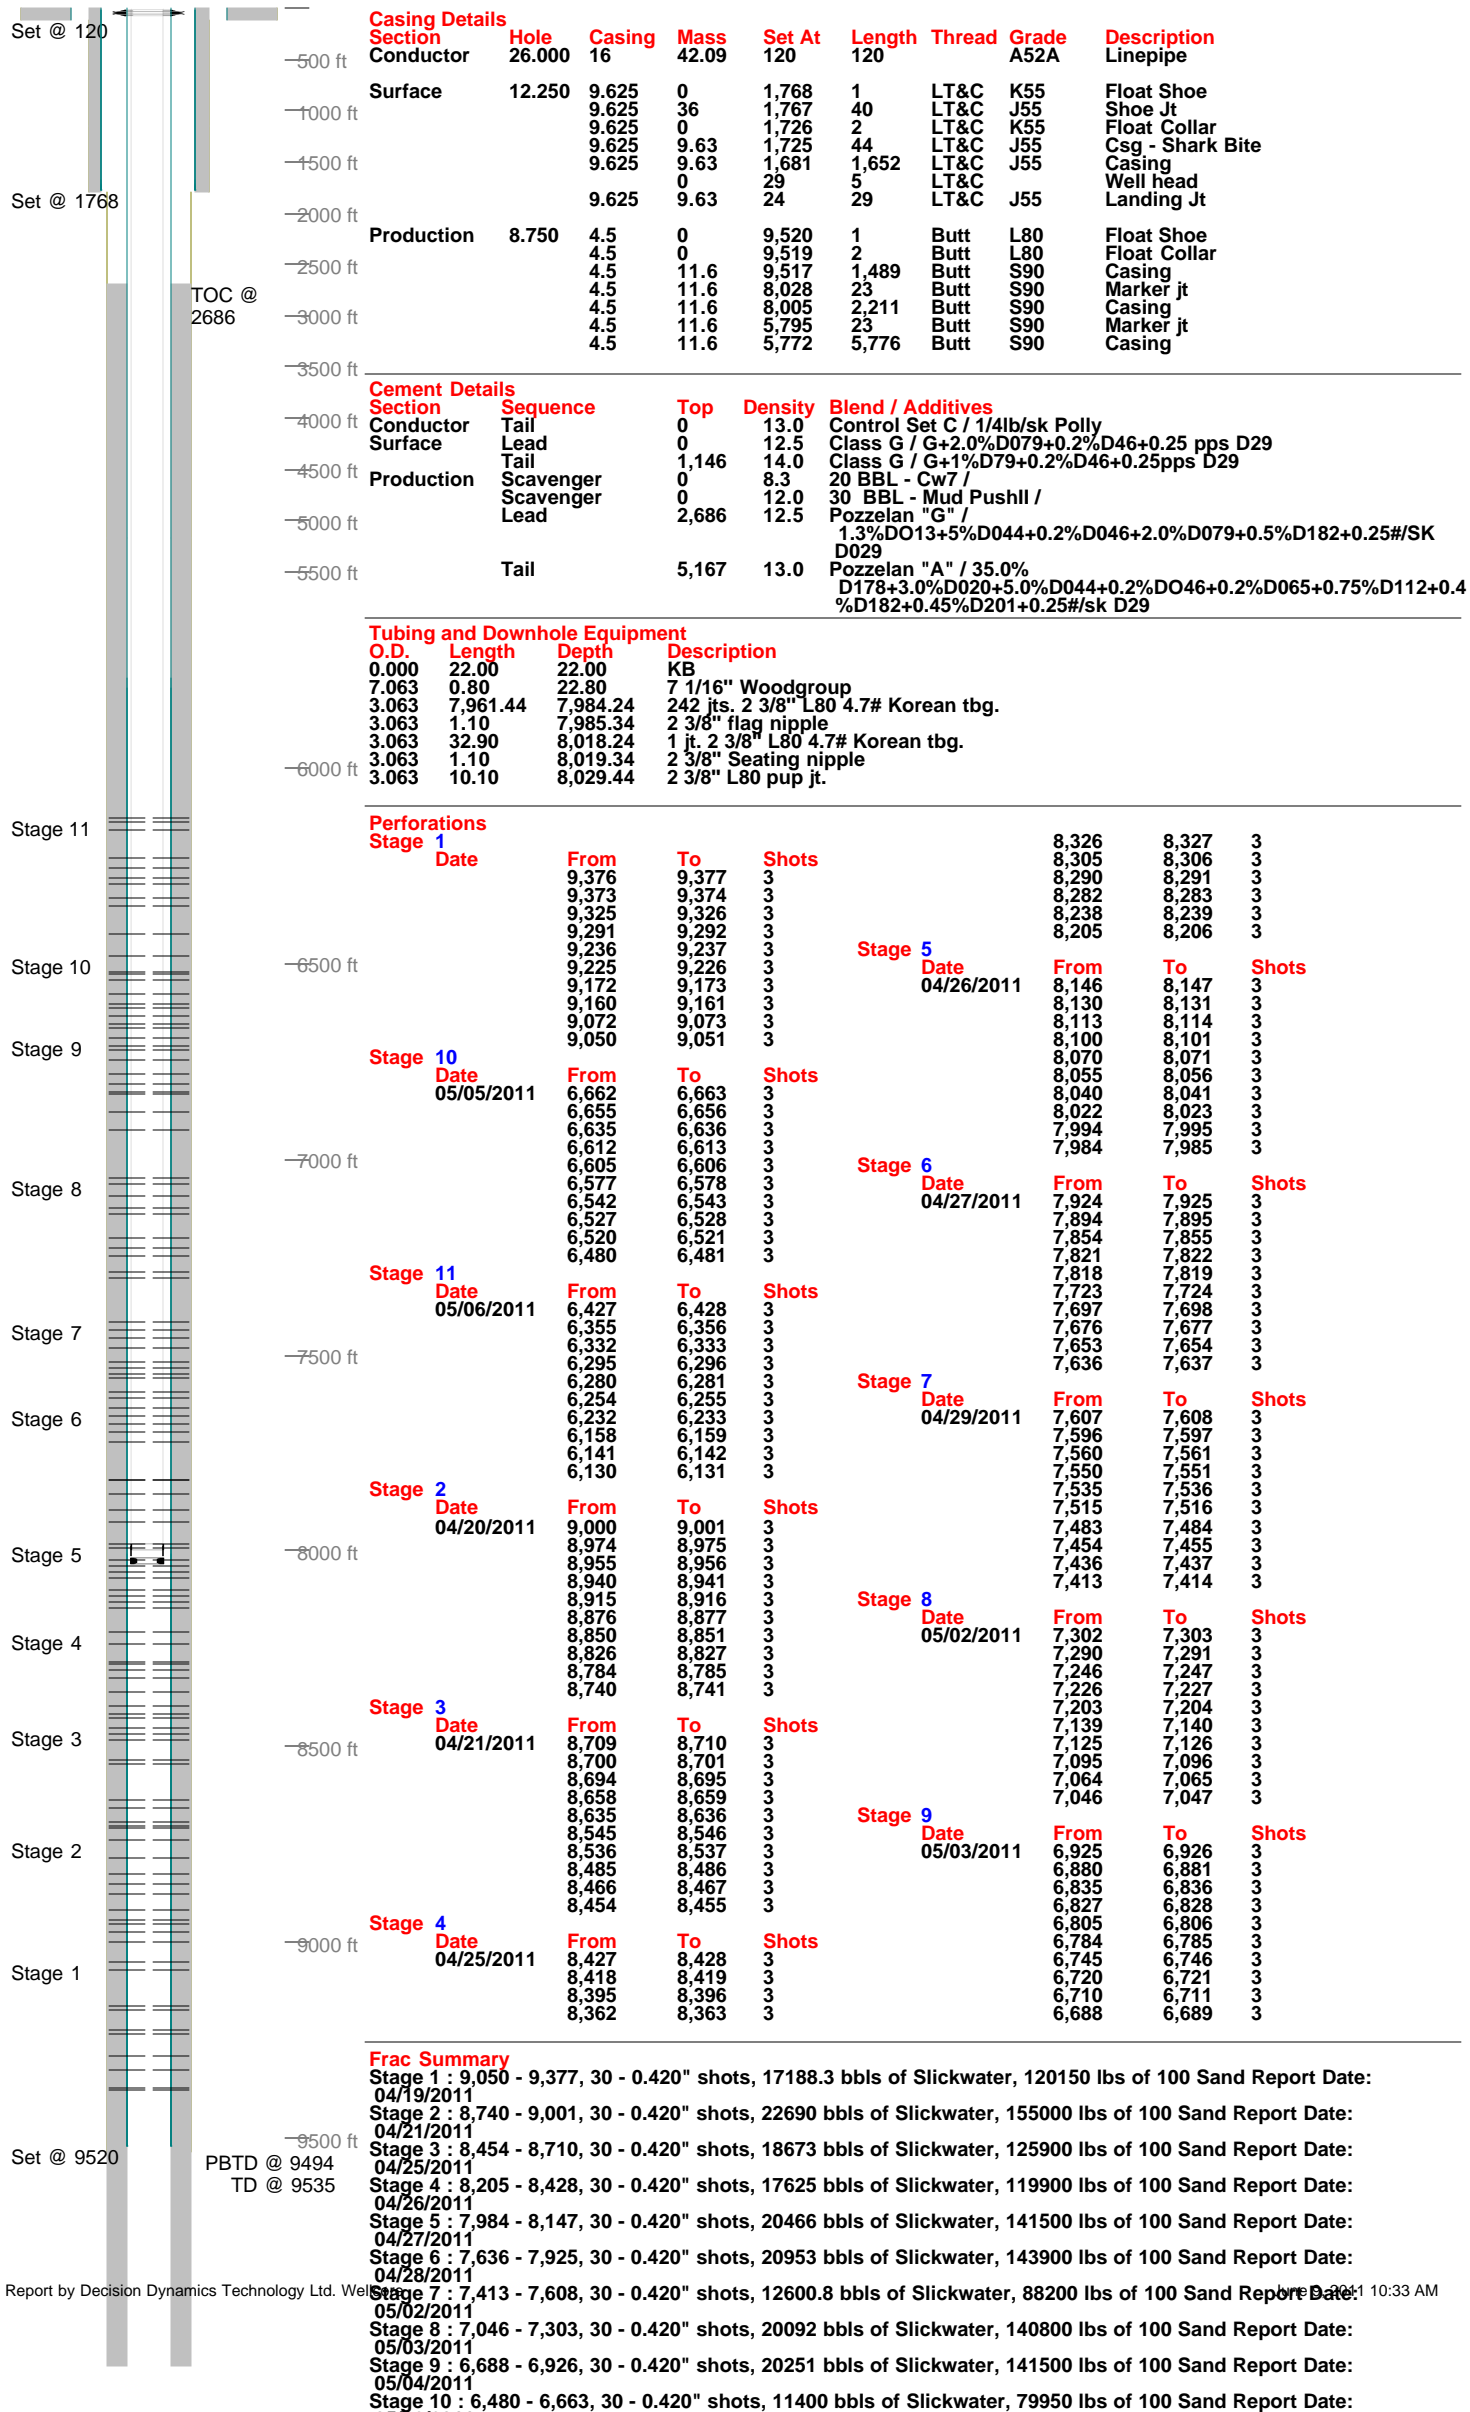 Set @ 120
Set @ 1768
TOC @
2686
Stage 11
Stage 10
Stage 9
Stage 8
Stage 7
Stage 6
Stage 5
Stage 4
Stage 3
Stage 2
Stage 1
Set @ 9520
PBTD @ 9494
TD @ 9535
500 ft
1000 ft
1500 ft
2000 ft
2500 ft
3000 ft
3500 ft
4000 ft
4500 ft
5000 ft
5500 ft
6000 ft
6500 ft
7000 ft
7500 ft
8000 ft
8500 ft
9000 ft
9500 ft
Casing Details
Section Hole Casing Mass Set At Length Thread Grade Description
Conductor 26.000 16 42.09 120 120 A52A Linepipe
Surface 12.250 9.625 0 1,768 1 LT&C K55 Float Shoe
9.625 36 1,767 40 LT&C J55 Shoe Jt
9.625 0 1,726 2 LT&C K55 Float Collar
9.625 9.63 1,725 44 LT&C J55 Csg - Shark Bite
9.625 9.63 1,681 1,652 LT&C J55 Casing
0 29 5 LT&C Well head
9.625 9.63 24 29 LT&C J55 Landing Jt
Production 8.750 4.5 0 9,520 1 Butt L80 Float Shoe
4.5 0 9,519 2 Butt L80 Float Collar
4.5 11.6 9,517 1,489 Butt S90 Casing
4.5 11.6 8,028 23 Butt S90 Marker jt
4.5 11.6 8,005 2,211 Butt S90 Casing
4.5 11.6 5,795 23 Butt S90 Marker jt
4.5 11.6 5,772 5,776 Butt S90 Casing
Cement Details
Section Sequence Top Density Blend / Additives
Conductor Tail 0 13.0 Control Set C / 1/4lb/sk Polly
Surface Lead 0 12.5 Class G / G+2.0%D079+0.2%D46+0.25 pps D29
Tail 1,146 14.0 Class G / G+1%D79+0.2%D46+0.25pps D29
Production Scavenger 0 8.3 20 BBL - Cw7 /
Scavenger 0 12.0 30 BBL - Mud PushII /
Lead 2,686 12.5 Pozzelan "G" /
1.3%DO13+5%D044+0.2%D046+2.0%D079+0.5%D182+0.25#/SK
D029
Tail 5,167 13.0 Pozzelan "A" / 35.0%
D178+3.0%D020+5.0%D044+0.2%DO46+0.2%D065+0.75%D112+0.4
%D182+0.45%D201+0.25#/sk D29
Tubing and Downhole Equipment
O.D. Length Depth Description
0.000 22.00 22.00 KB
7.063 0.80 22.80 7 1/16" Woodgroup
3.063 7,961.44 7,984.24 242 jts. 2 3/8" L80 4.7# Korean tbg.
3.063 1.10 7,985.34 2 3/8" flag nipple
3.063 32.90 8,018.24 1 jt. 2 3/8" L80 4.7# Korean tbg.
3.063 1.10 8,019.34 2 3/8" Seating nipple
3.063 10.10 8,029.44 2 3/8" L80 pup jt.
Perforations
Stage 1
Date From To Shots
9,376 9,377 3
9,373 9,374 3
9,325 9,326 3
9,291 9,292 3
9,236 9,237 3
9,225 9,226 3
9,172 9,173 3
9,160 9,161 3
9,072 9,073 3
9,050 9,051 3
Stage 10
Date From To Shots
05/05/2011 6,662 6,663 3
6,655 6,656 3
6,635 6,636 3
6,612 6,613 3
6,605 6,606 3
6,577 6,578 3
6,542 6,543 3
6,527 6,528 3
6,520 6,521 3
6,480 6,481 3
Stage 11
Date From To Shots
05/06/2011 6,427 6,428 3
6,355 6,356 3
6,332 6,333 3
6,295 6,296 3
6,280 6,281 3
6,254 6,255 3
6,232 6,233 3
6,158 6,159 3
6,141 6,142 3
6,130 6,131 3
Stage 2
Date From To Shots
04/20/2011 9,000 9,001 3
8,974 8,975 3
8,955 8,956 3
8,940 8,941 3
8,915 8,916 3
8,876 8,877 3
8,850 8,851 3
8,826 8,827 3
8,784 8,785 3
8,740 8,741 3
Stage 3
Date From To Shots
04/21/2011 8,709 8,710 3
8,700 8,701 3
8,694 8,695 3
8,658 8,659 3
8,635 8,636 3
8,545 8,546 3
8,536 8,537 3
8,485 8,486 3
8,466 8,467 3
8,454 8,455 3
Stage 4
Date From To Shots
04/25/2011 8,427 8,428 3
8,418 8,419 3
8,395 8,396 3
8,362 8,363 3
8,326 8,327 3
8,305 8,306 3
8,290 8,291 3
8,282 8,283 3
8,238 8,239 3
8,205 8,206 3
Stage 5
Date From To Shots
04/26/2011 8,146 8,147 3
8,130 8,131 3
8,113 8,114 3
8,100 8,101 3
8,070 8,071 3
8,055 8,056 3
8,040 8,041 3
8,022 8,023 3
7,994 7,995 3
7,984 7,985 3
Stage 6
Date From To Shots
04/27/2011 7,924 7,925 3
7,894 7,895 3
7,854 7,855 3
7,821 7,822 3
7,818 7,819 3
7,723 7,724 3
7,697 7,698 3
7,676 7,677 3
7,653 7,654 3
7,636 7,637 3
Stage 7
Date From To Shots
04/29/2011 7,607 7,608 3
7,596 7,597 3
7,560 7,561 3
7,550 7,551 3
7,535 7,536 3
7,515 7,516 3
7,483 7,484 3
7,454 7,455 3
7,436 7,437 3
7,413 7,414 3
Stage 8
Date From To Shots
05/02/2011 7,302 7,303 3
7,290 7,291 3
7,246 7,247 3
7,226 7,227 3
7,203 7,204 3
7,139 7,140 3
7,125 7,126 3
7,095 7,096 3
7,064 7,065 3
7,046 7,047 3
Stage 9
Date From To Shots
05/03/2011 6,925 6,926 3
6,880 6,881 3
6,835 6,836 3
6,827 6,828 3
6,805 6,806 3
6,784 6,785 3
6,745 6,746 3
6,720 6,721 3
6,710 6,711 3
6,688 6,689 3
Frac Summary
Stage 1 : 9,050 - 9,377, 30 - 0.420" shots, 17188.3 bbls of Slickwater, 120150 lbs of 100 Sand Report Date:
04/19/2011
Stage 2 : 8,740 - 9,001, 30 - 0.420" shots, 22690 bbls of Slickwater, 155000 lbs of 100 Sand Report Date:
04/21/2011
Stage 3 : 8,454 - 8,710, 30 - 0.420" shots, 18673 bbls of Slickwater, 125900 lbs of 100 Sand Report Date:
04/25/2011
Stage 4 : 8,205 - 8,428, 30 - 0.420" shots, 17625 bbls of Slickwater, 119900 lbs of 100 Sand Report Date:
04/26/2011
Stage 5 : 7,984 - 8,147, 30 - 0.420" shots, 20466 bbls of Slickwater, 141500 lbs of 100 Sand Report Date:
04/27/2011
Stage 6 : 7,636 - 7,925, 30 - 0.420" shots, 20953 bbls of Slickwater, 143900 lbs of 100 Sand Report Date:
04/28/2011
Stage 7 : 7,413 - 7,608, 30 - 0.420" shots, 12600.8 bbls of Slickwater, 88200 lbs of 100 Sand Report Date:
05/02/2011
Stage 8 : 7,046 - 7,303, 30 - 0.420" shots, 20092 bbls of Slickwater, 140800 lbs of 100 Sand Report Date:
05/03/2011
Stage 9 : 6,688 - 6,926, 30 - 0.420" shots, 20251 bbls of Slickwater, 141500 lbs of 100 Sand Report Date:
05/04/2011
Stage 10 : 6,480 - 6,663, 30 - 0.420" shots, 11400 bbls of Slickwater, 79950 lbs of 100 Sand Report Date:
Report by Decision Dynamics Technology Ltd.
June 9, 2011 10:33 AM